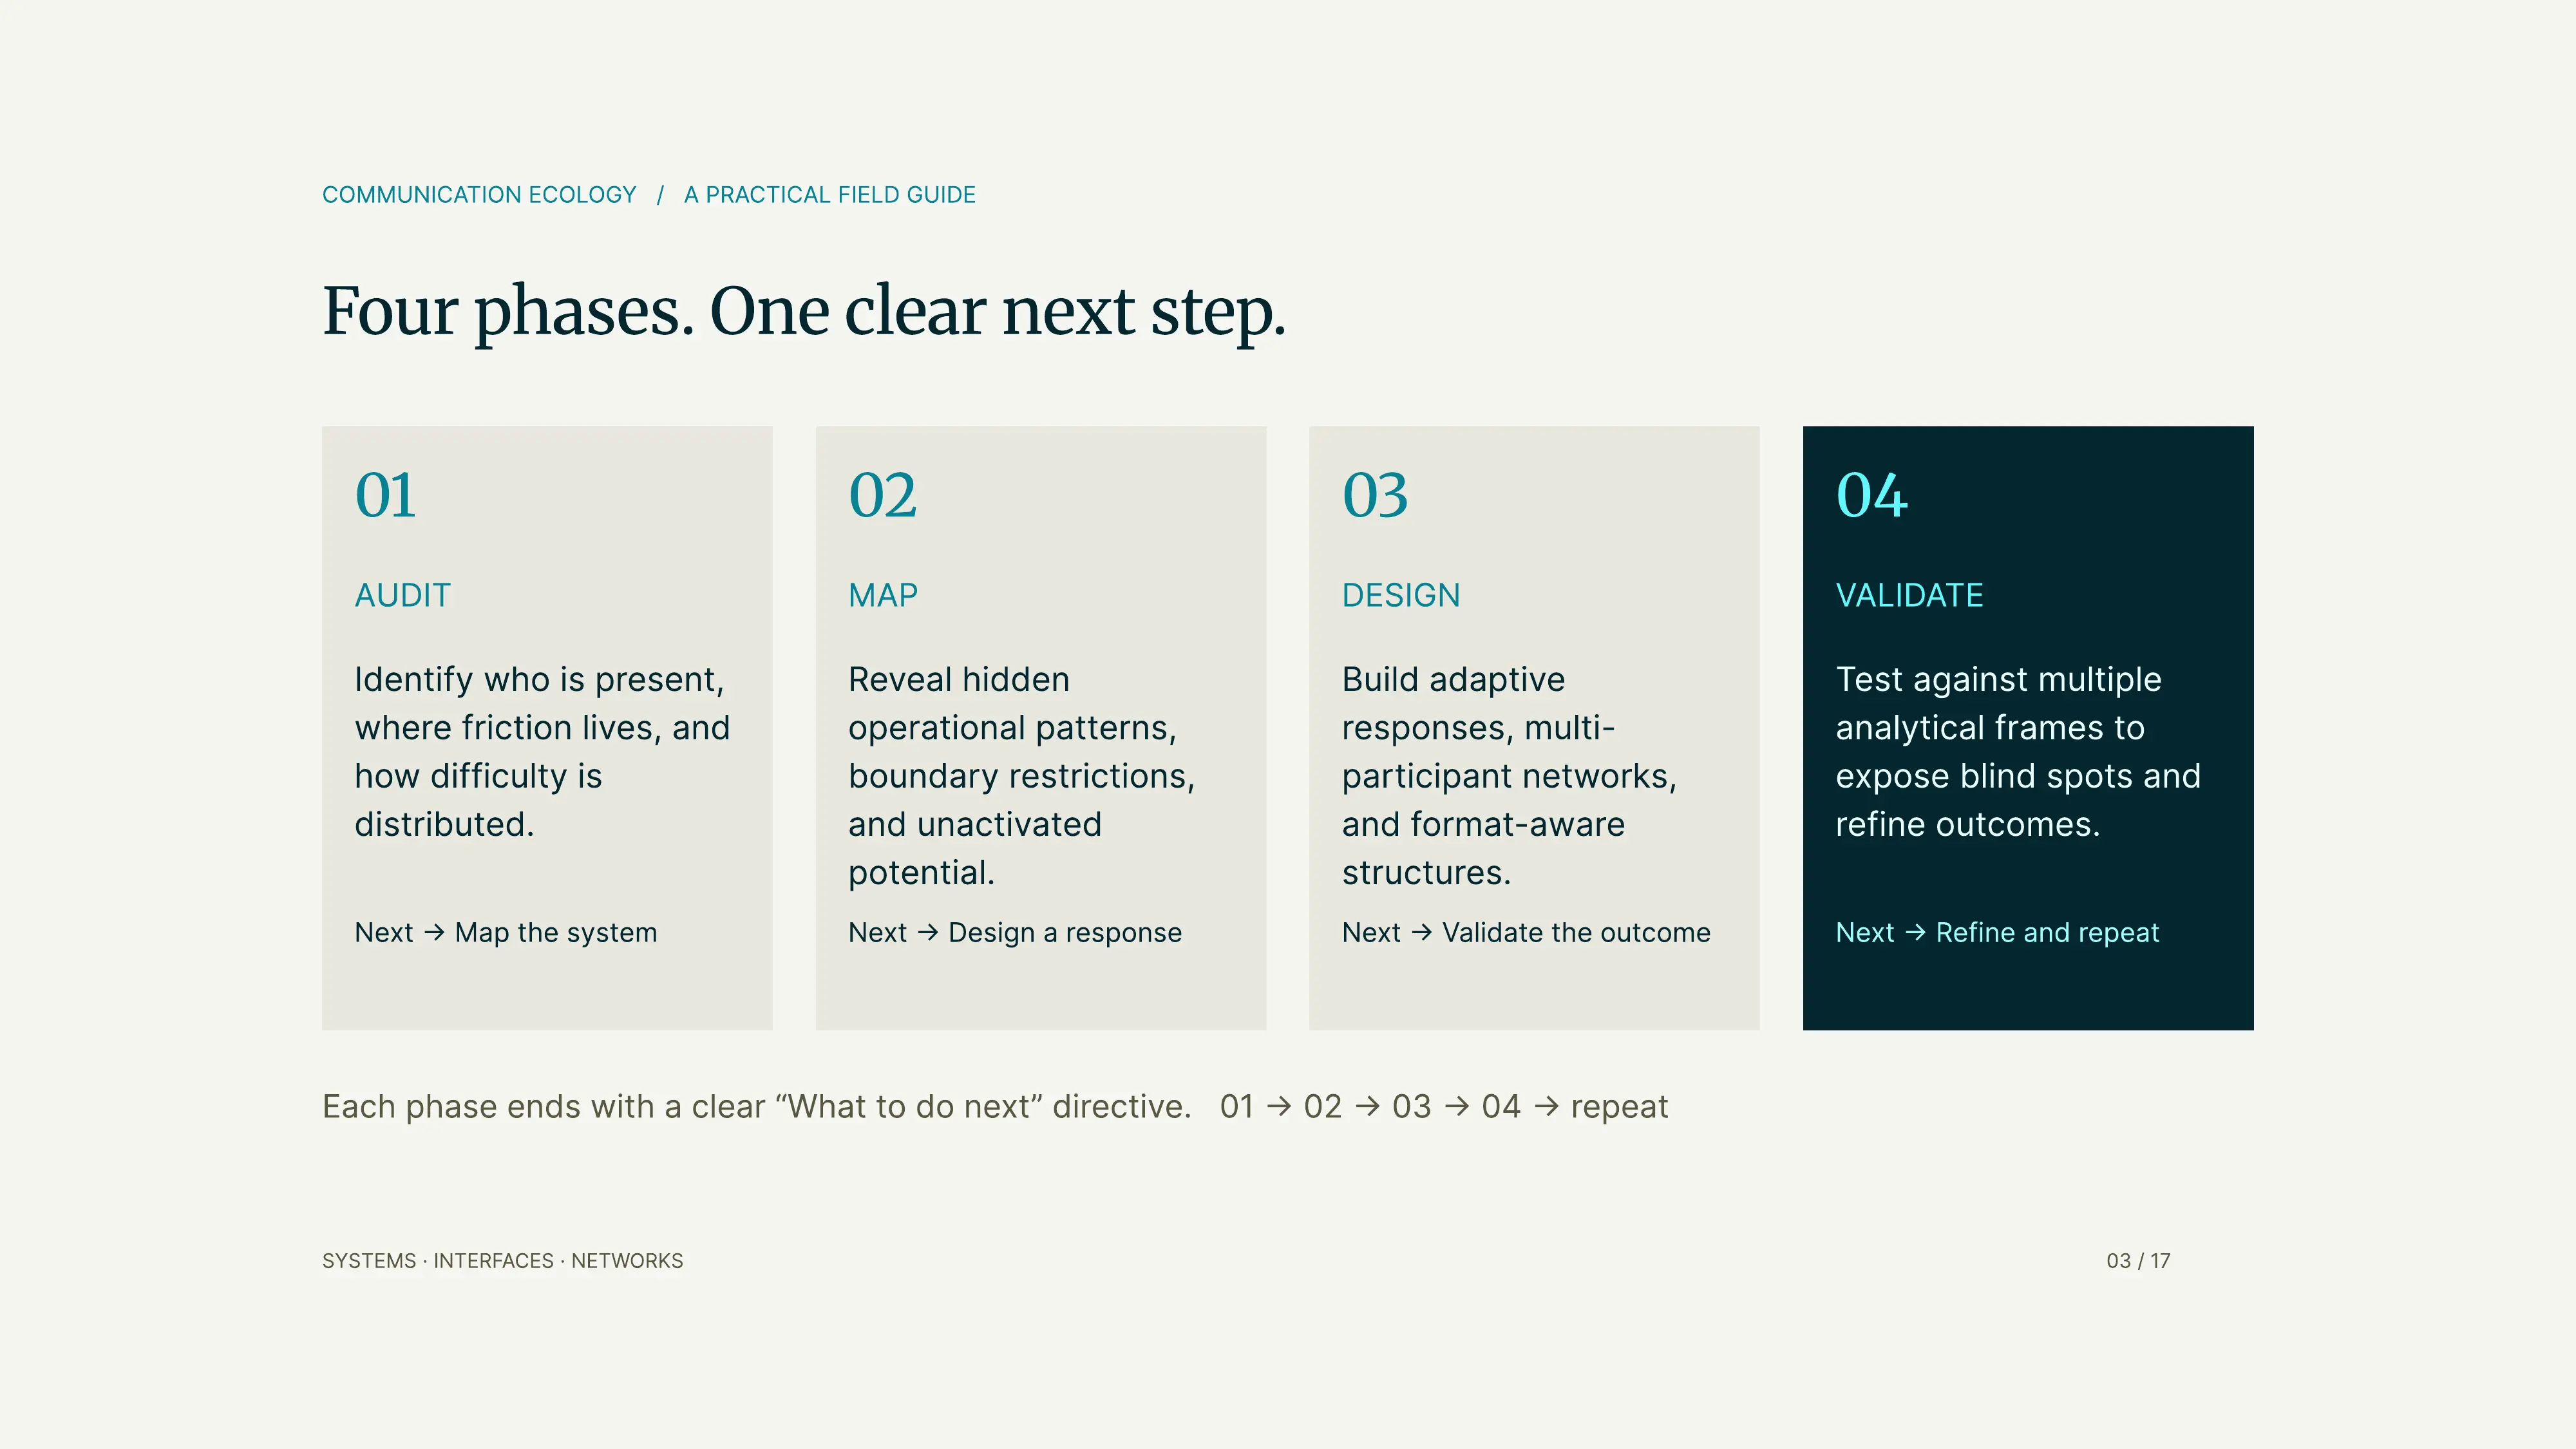 COMMUNICATION ECOLOGY / A PRACTICAL FIELD GUIDE
Four phases. One clear next step.
01
AUDIT
Identify who is present,
where friction lives, and
how difficulty is
distributed.
Next → Map the system
02
MAP
Reveal hidden
operational patterns,
boundary restrictions,
and unactivated
potential.
Next → Design a response
03
DESIGN
Build adaptive
responses, multi-
participant networks,
and format-aware
structures.
Next → Validate the outcome
04
VALIDATE
Test against multiple
analytical frames to
expose blind spots and
refine outcomes.
Next → Refine and repeat
Each phase ends with a clear “What to do next” directive. 01 → 02 → 03 → 04 → repeat
SYSTEMS · INTERFACES · NETWORKS
03 / 17